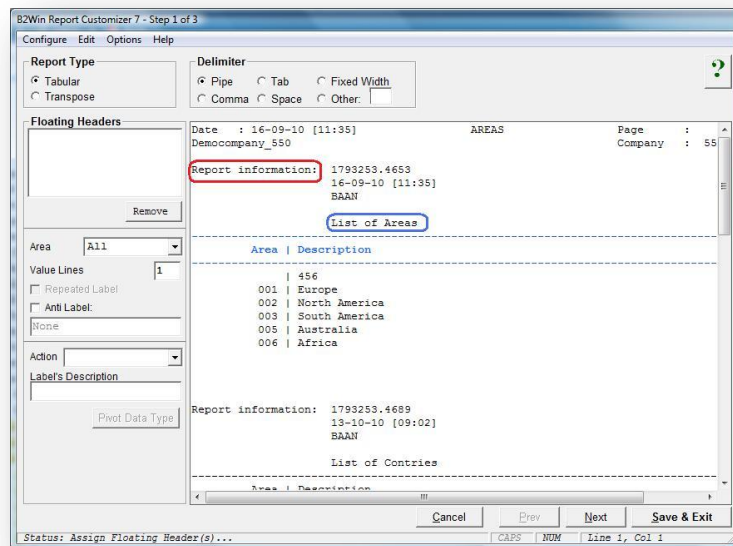 B2Win Report Customizer 7 - Step 1 of 3
Configure Edit Options Help
Report Type
Tabular
Transpose
Delimiter
Pipe Tab Fixed Width
Comma Space Other:
?
Floating Headers
Remove
Area All
Value Lines 1
Repeated Label
Anti Label:
None
Action
Label's Description
Pivot Data Type
Date : 16-09-10 [11:35] AREAS Page :
Democompany_550 Company : 55
Report information: 1793253.4653
16-09-10 [11:35]
BAAN
List of Areas
Area | Description
| 456
001 | Europe
002 | North America
003 | South America
005 | Australia
006 | Africa
Report information: 1793253.4689
13-10-10 [09:02]
BAAN
List of Contries
Area | Description
Cancel Prev Next Save & Exit
Status: Assign Floating Header(s)... CAPS NUM Line 1, Col 1